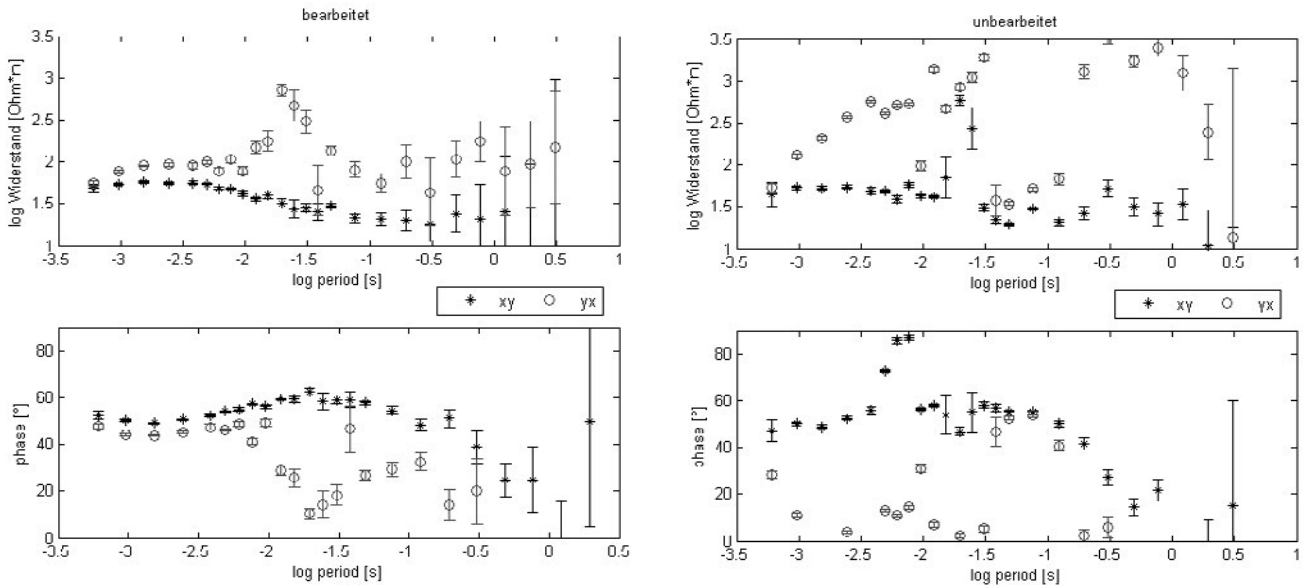 bearbeitet
3.5
3
2.5
2
1.5
1
log Widerstand [Ohm*m]
-3.5 -3 -2.5 -2 -1.5 -1 -0.5 0 0.5 1
log period [s]
xy yx
80
60
40
20
0
phase [°]
-3.5 -3 -2.5 -2 -1.5 -1 -0.5 0 0.5
log period [s]
unbearbeitet
3.5
3
2.5
2
1.5
1
log Widerstand [Ohm*m]
-3.5 -3 -2.5 -2 -1.5 -1 -0.5 0 0.5 1
log period [s]
xy yx
80
60
40
20
0
phase [°]
-3.5 -3 -2.5 -2 -1.5 -1 -0.5 0 0.5 1
log period [s]